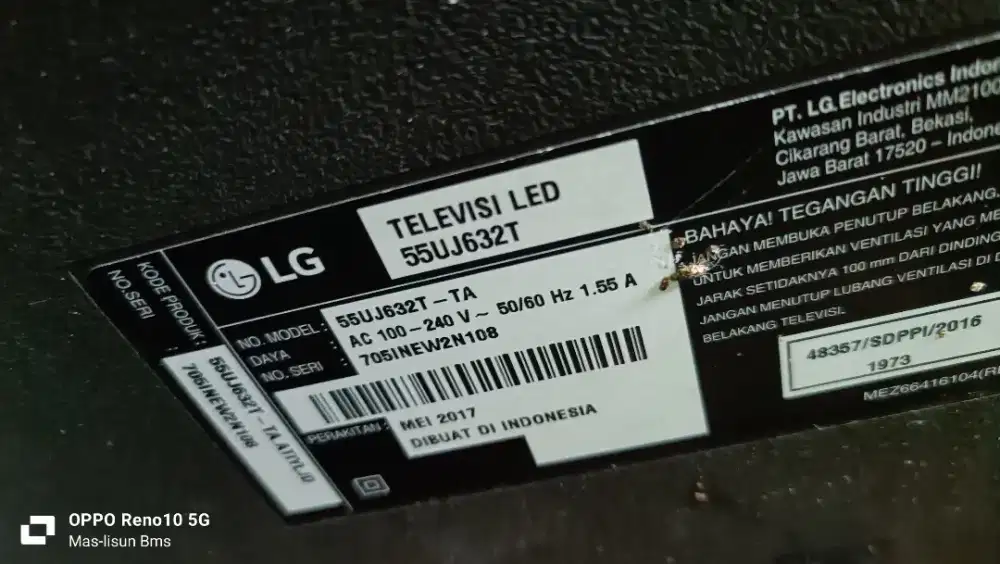 KODE PRODUK :
NO.SERI
55UJ632T-TA.ATIYLJD
705INEW2N108
LG
TELEVISI LED
55UJ632T
NO. MODEL :
55UJ632T-TA
DAYA
AC 100-240 V ~ 50/60 Hz 1.55 A
NO. SERI
705INEW2N108
PERAKITAN :
MEI 2017
DIBUAT DI INDONESIA
PT. LG Electronics
Kawasan Industri MM2100
Cikarang Barat, Bekasi,
Jawa Barat 17520 –
BAHAYA! TEGANGAN TINGGI!
JANGAN MEMBUKA PENUTUP BELAKANG
UNTUK MEMBERIKAN VENTILASI YANG
JARAK SETIDAKNYA 100 mm DARI DINDING
JANGAN MENUTUP LUBANG VENTILASI DI
BELAKANG TELEVISI.
48357/SDPPI/2016
1973
MEZ66416104
OPPO Reno10 5G
Mas-lisun Bms